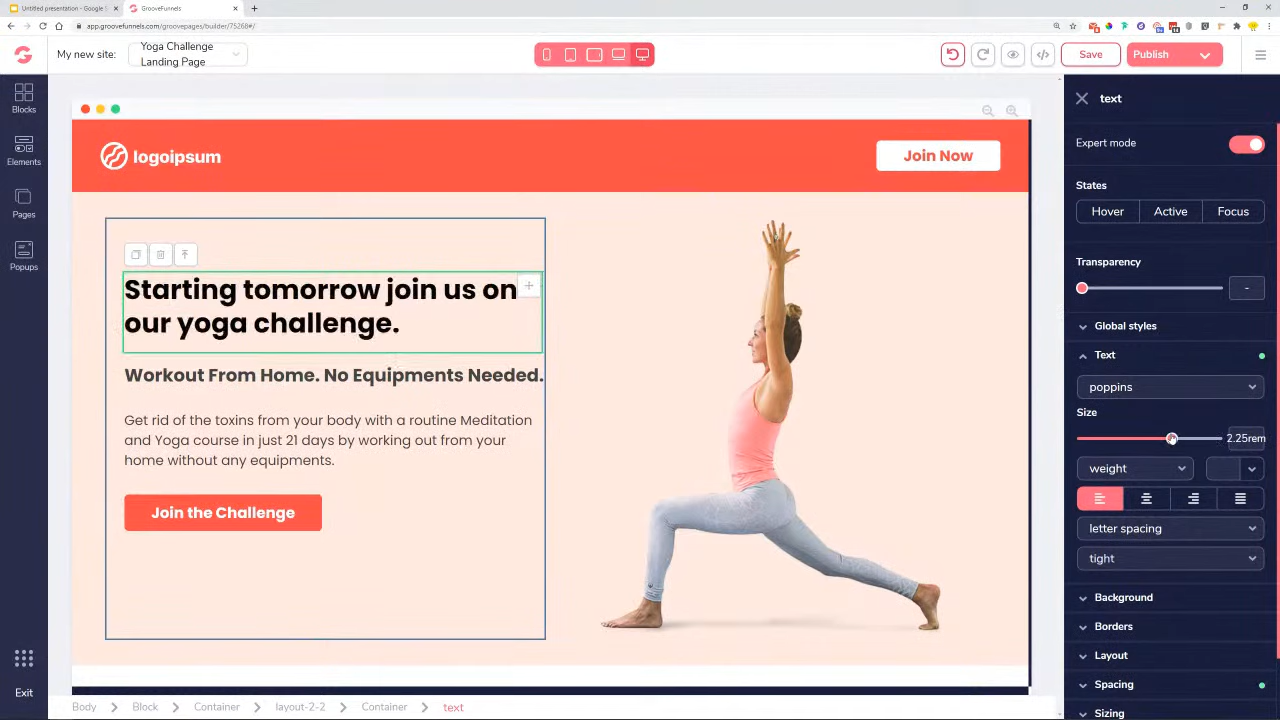 Untitled presentation - Google S
GrooveFunnels
app.groovefunnels.com/groovepages/builder/75268#/
My new site:
Yoga Challenge
Landing Page
Save
Publish
Blocks
Elements
Pages
Popups
Exit
logoipsum
Join Now
Starting tomorrow join us on
our yoga challenge.
Workout From Home. No Equipments Needed.
Get rid of the toxins from your body with a routine Meditation
and Yoga course in just 21 days by working out from your
home without any equipments.
Join the Challenge
text
Expert mode
States
Hover
Active
Focus
Transparency
-
Global styles
Text
poppins
Size
2.25rem
weight
letter spacing
tight
Background
Borders
Layout
Spacing
Sizing
Body
Block
Container
layout-2-2
Container
text